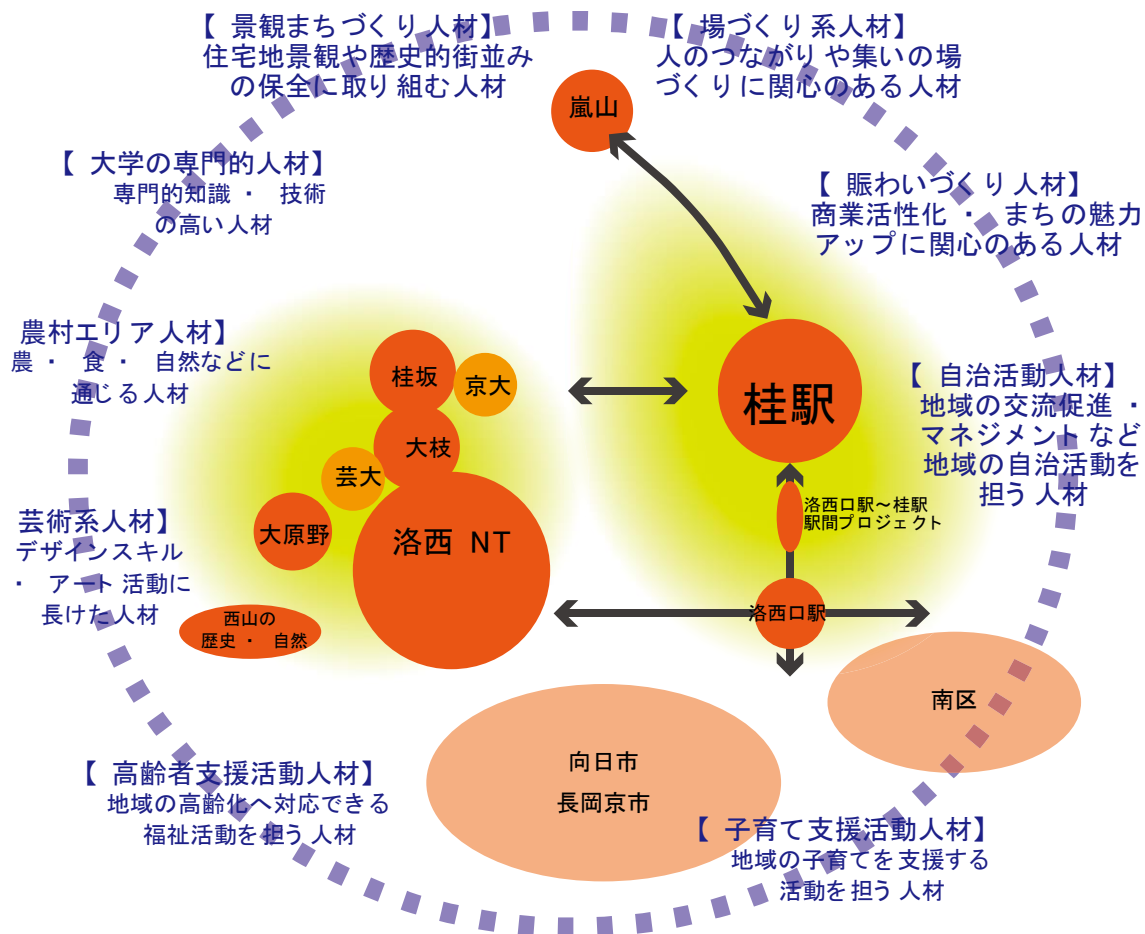 【 景観まちづくり人材】
住宅地景観や歴史的街並み
の保全に取り組む人材
【 場づくり系人材】
人のつながりや集いの場
づくりに関心のある人材
嵐山
【 大学の専門的人材】
専門的知識 ・ 技術
の高い人材
【 賑わいづくり人材】
商業活性化 ・ まちの魅力
アップに関心のある人材
農村エリア人材】
農 ・ 食 ・ 自然などに
通じる人材
桂坂
京大
大枝
芸大
大原野
洛西 NT
西山の
歴史 ・ 自然
桂駅
【 自治活動人材】
地域の交流促進 ・
マネジメントなど
地域の自治活動を
担う人材
洛西口駅～桂駅
駅間プロジェクト
洛西口駅
芸術系人材】
デザインスキル
・ アート活動に
長けた人材
南区
向日市
長岡京市
【 高齢者支援活動人材】
地域の高齢化へ対応できる
福祉活動を担う人材
【 子育て支援活動人材】
地域の子育てを支援する
活動を担う人材